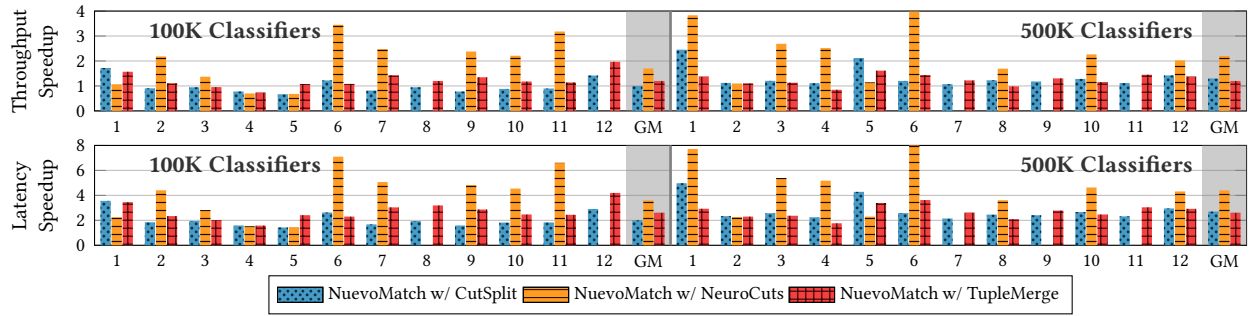 Throughput
Speedup
4
3
2
1
0
100K Classifiers
500K Classifiers
1 2 3 4 5 6 7 8 9 10 11 12 GM 1 2 3 4 5 6 7 8 9 10 11 12 GM
Latency
Speedup
8
6
4
2
0
100K Classifiers
500K Classifiers
1 2 3 4 5 6 7 8 9 10 11 12 GM 1 2 3 4 5 6 7 8 9 10 11 12 GM
NuevoMatch w/ CutSplit NuevoMatch w/ NeuroCuts NuevoMatch w/ TupleMerge